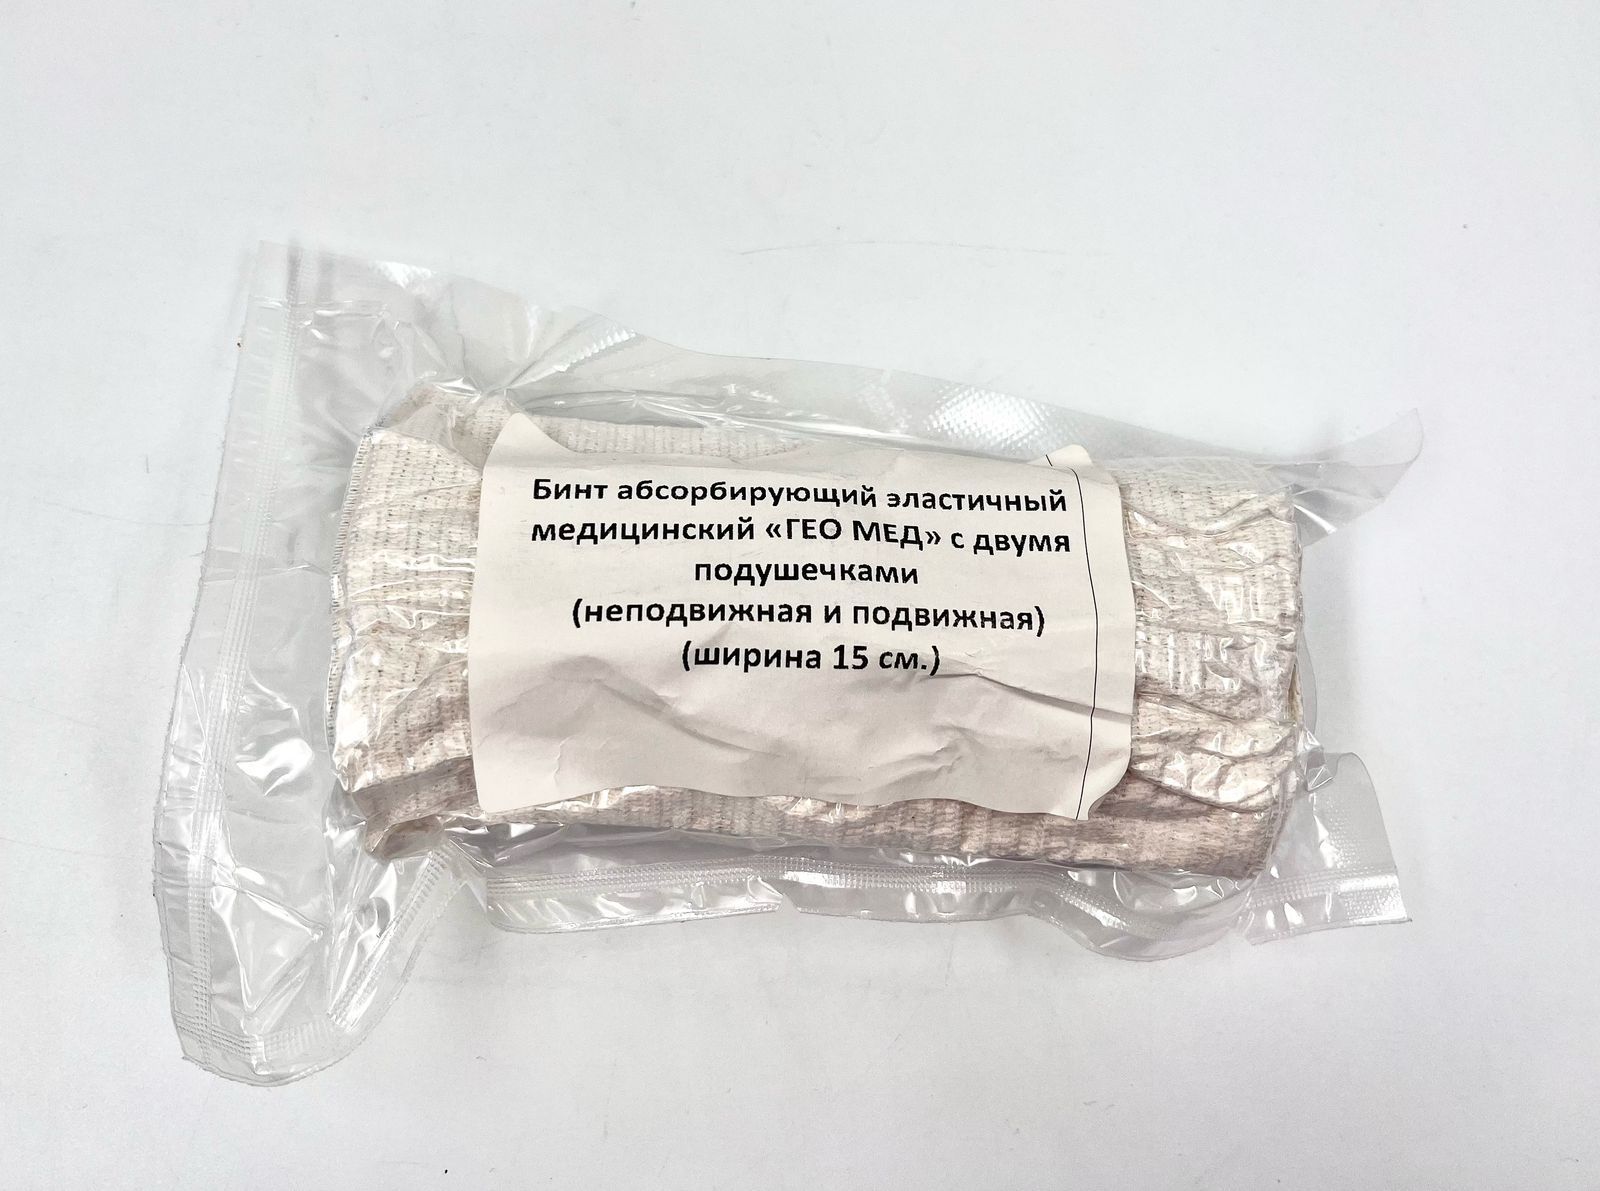 Бинт абсорбирующий эластичный
медицинский «ГЕО МЕД» с двумя
подушечками
(неподвижная и подвижная)
(ширина 15 см.)